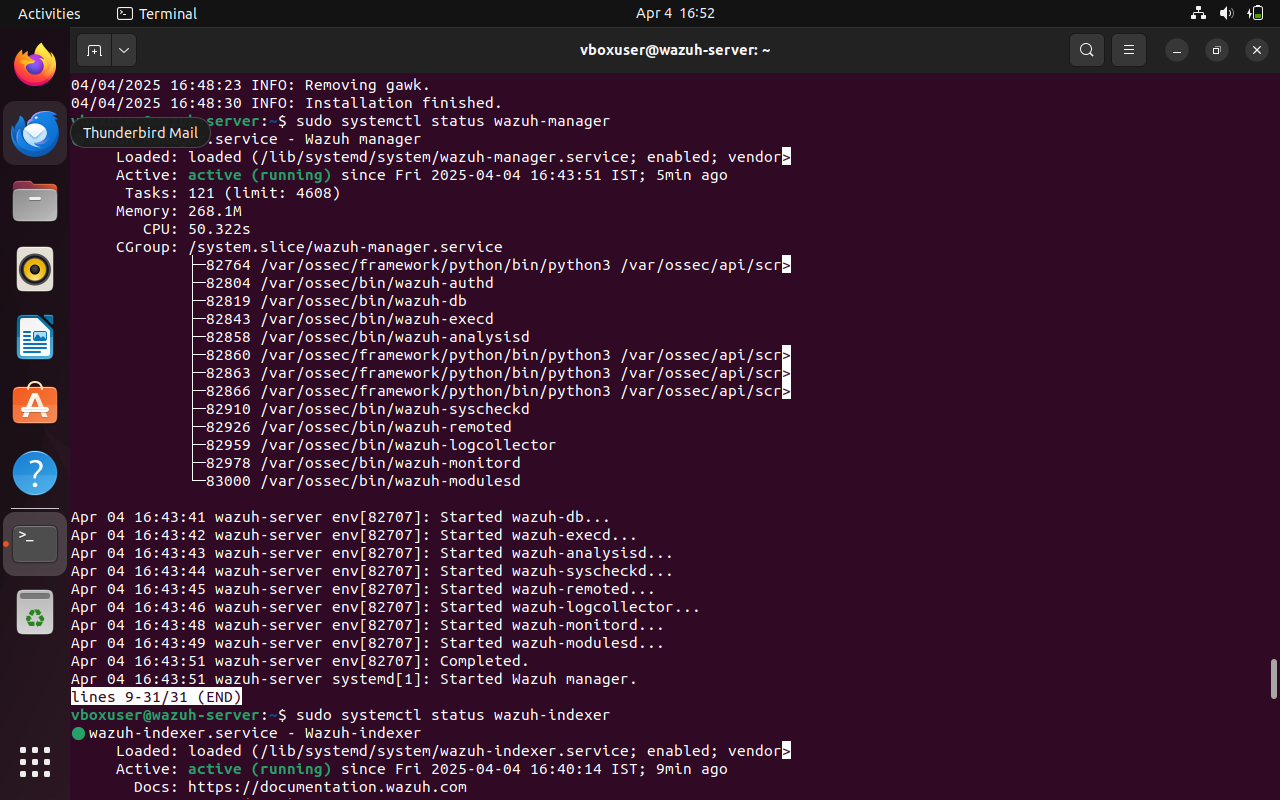 Activities
Terminal
Apr 4 16:52
vboxuser@wazuh-server: ~
04/04/2025 16:48:23 INFO: Removing gawk.
04/04/2025 16:48:30 INFO: Installation finished.
-server:~$ sudo systemctl status wazuh-manager
Thunderbird Mail
.service - Wazuh manager
Loaded: loaded (/lib/systemd/system/wazuh-manager.service; enabled; vendor>
Active: active (running) since Fri 2025-04-04 16:43:51 IST; 5min ago
Tasks: 121 (limit: 4608)
Memory: 268.1M
CPU: 50.322s
CGroup: /system.slice/wazuh-manager.service
├─82764 /var/ossec/framework/python/bin/python3 /var/ossec/api/scr>
├─82804 /var/ossec/bin/wazuh-authd
├─82819 /var/ossec/bin/wazuh-db
├─82843 /var/ossec/bin/wazuh-execd
├─82858 /var/ossec/bin/wazuh-analysisd
├─82860 /var/ossec/framework/python/bin/python3 /var/ossec/api/scr>
├─82863 /var/ossec/framework/python/bin/python3 /var/ossec/api/scr>
├─82866 /var/ossec/framework/python/bin/python3 /var/ossec/api/scr>
├─82910 /var/ossec/bin/wazuh-syscheckd
├─82926 /var/ossec/bin/wazuh-remoted
├─82959 /var/ossec/bin/wazuh-logcollector
├─82978 /var/ossec/bin/wazuh-monitord
└─83000 /var/ossec/bin/wazuh-modulesd
Apr 04 16:43:41 wazuh-server env[82707]: Started wazuh-db...
Apr 04 16:43:42 wazuh-server env[82707]: Started wazuh-execd...
Apr 04 16:43:43 wazuh-server env[82707]: Started wazuh-analysisd...
Apr 04 16:43:44 wazuh-server env[82707]: Started wazuh-syscheckd...
Apr 04 16:43:45 wazuh-server env[82707]: Started wazuh-remoted...
Apr 04 16:43:46 wazuh-server env[82707]: Started wazuh-logcollector...
Apr 04 16:43:48 wazuh-server env[82707]: Started wazuh-monitord...
Apr 04 16:43:49 wazuh-server env[82707]: Started wazuh-modulesd...
Apr 04 16:43:51 wazuh-server env[82707]: Completed.
Apr 04 16:43:51 wazuh-server systemd[1]: Started Wazuh manager.
lines 9-31/31 (END)
vboxuser@wazuh-server:~$ sudo systemctl status wazuh-indexer
● wazuh-indexer.service - Wazuh-indexer
Loaded: loaded (/lib/systemd/system/wazuh-indexer.service; enabled; vendor>
Active: active (running) since Fri 2025-04-04 16:40:14 IST; 9min ago
Docs: https://documentation.wazuh.com